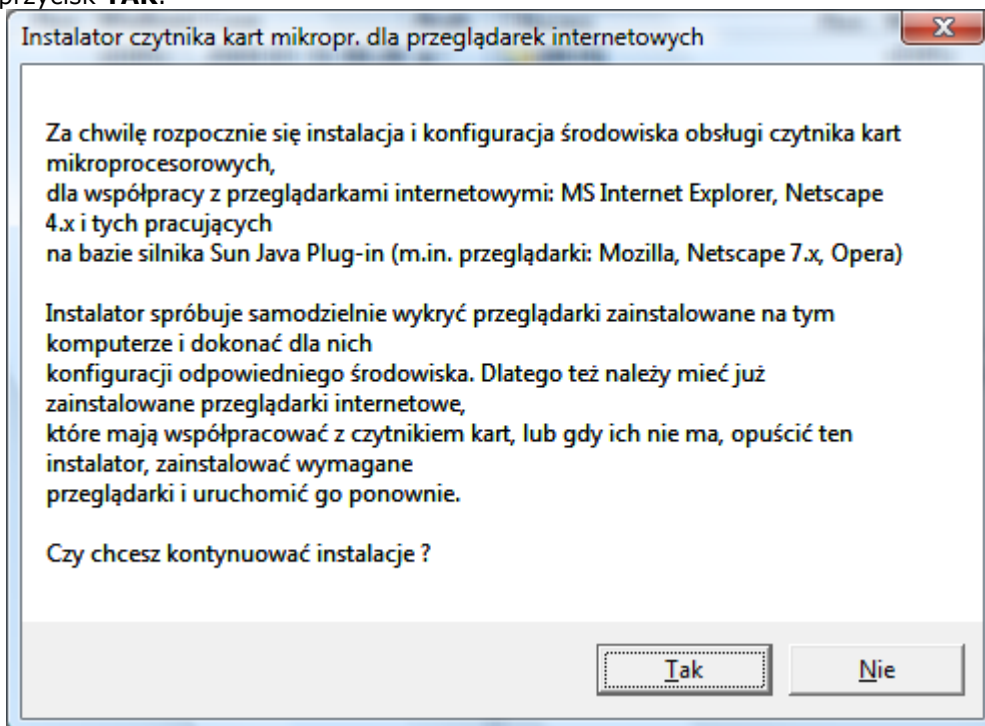 przycisk TAK.
Instalator czytnika kart mikropr. dla przeglądarek internetowych
Za chwilę rozpocznie się instalacja i konfiguracja środowiska obsługi czytnika kart
mikroprocesorowych,
dla współpracy z przeglądarkami internetowymi: MS Internet Explorer, Netscape
4.x i tych pracujących
na bazie silnika Sun Java Plug-in (m.in. przeglądarki: Mozilla, Netscape 7.x, Opera)
Instalator spróbuje samodzielnie wykryć przeglądarki zainstalowane na tym
komputerze i dokonać dla nich
konfiguracji odpowiedniego środowiska. Dlatego też należy mieć już
zainstalowane przeglądarki internetowe,
które mają współpracować z czytnikiem kart, lub gdy ich nie ma, opuścić ten
instalator, zainstalować wymagane
przeglądarki i uruchomić go ponownie.
Czy chcesz kontynuować instalacje ?
Tak Nie